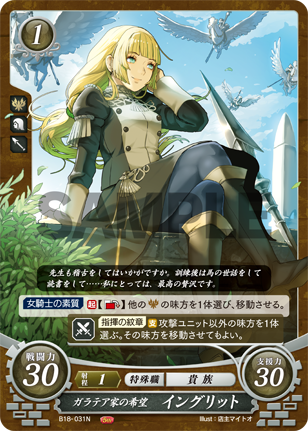 1
SAMPLE
先生も稽古をしてはいかがですか。訓練後は馬の世話をして
読書をして……私にとっては、最高の贅沢です。
女騎士の素質 起 他の の味方を1体選び、移動させる。
指揮の紋章 支 攻撃ユニット以外の味方を1体
選ぶ。その味方を移動させてもよい。
戦闘力
30
射程 1
特殊職
貴族
支援力
30
ガラテア家の希望 イングリット
B18-031N
Illust:店主マイトオ